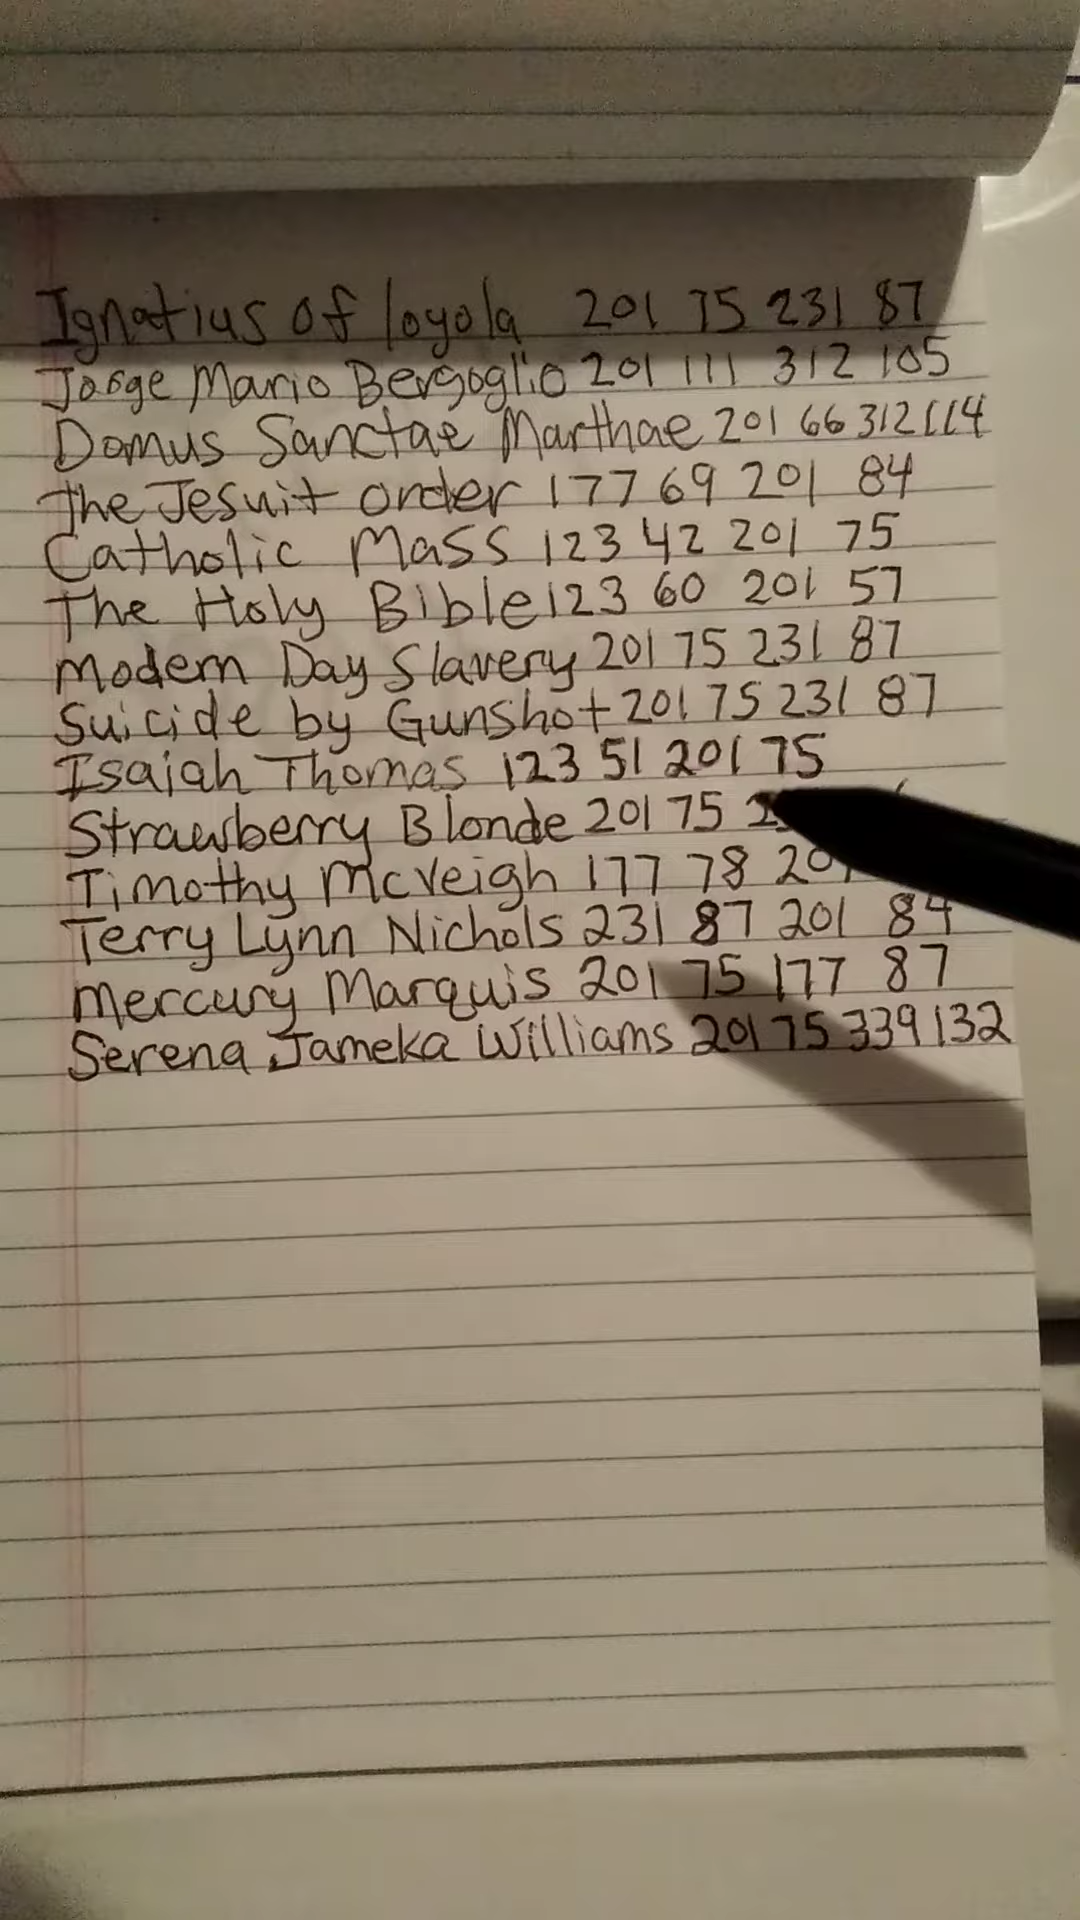 Ignatius of loyola 201 75 231 87
Jorge Mario Bergoglio 201 111 312 105
Domus Sanctae Marthae 201 66 312 114
The Jesuit order 177 69 201 84
Catholic Mass 123 42 201 75
The Holy Bible 123 60 201 57
Modern Day Slavery 201 75 231 87
Suicide by Gunshot 201 75 231 87
Isaiah Thomas 123 51 201 75
Strawberry Blonde 201 75
Timothy McVeigh 177 78
Terry Lynn Nichols 231 87 201 84
Mercury Marquis 201 75 177 87
Serena Jameka Williams 201 75 339 132